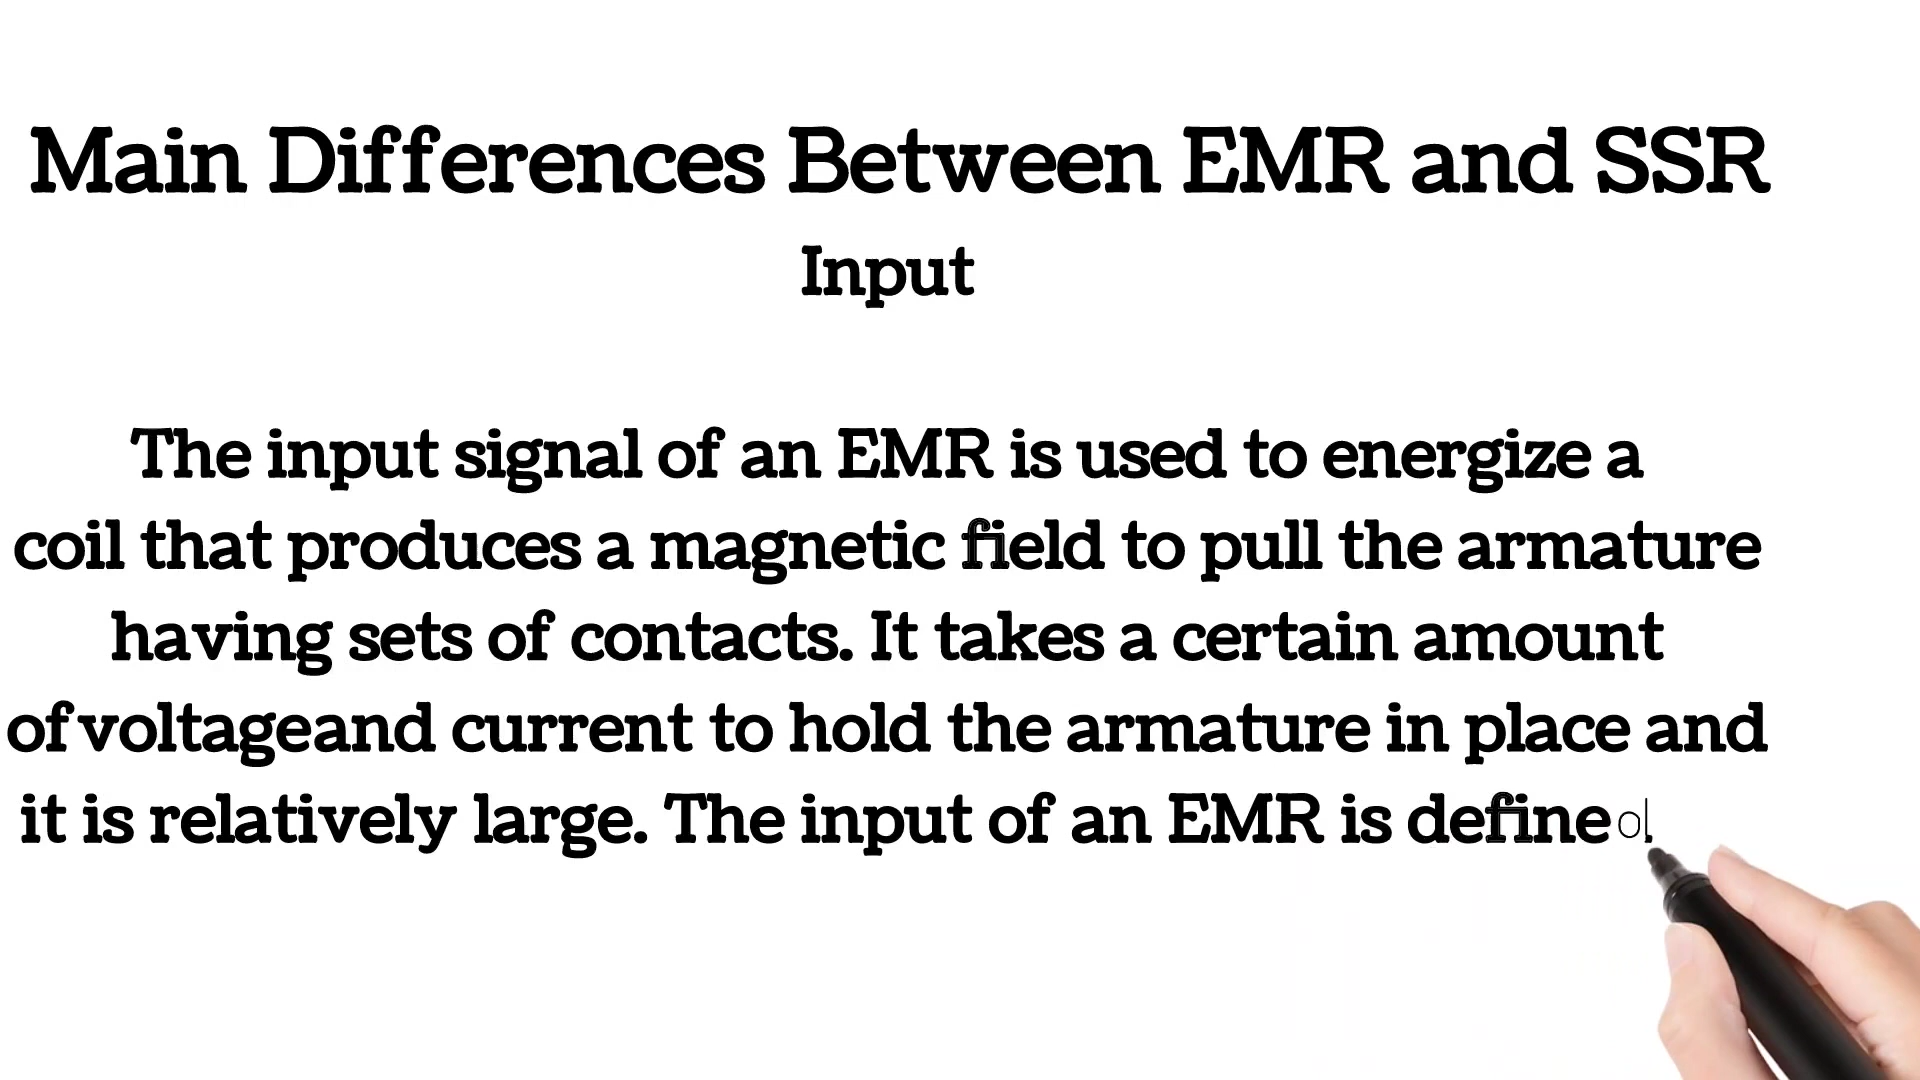 Main Differences Between EMR and SSR
Input
The input signal of an EMR is used to energize a
coil that produces a magnetic field to pull the armature
having sets of contacts. It takes a certain amount
of voltageand current to hold the armature in place and
it is relatively large. The input of an EMR is defined